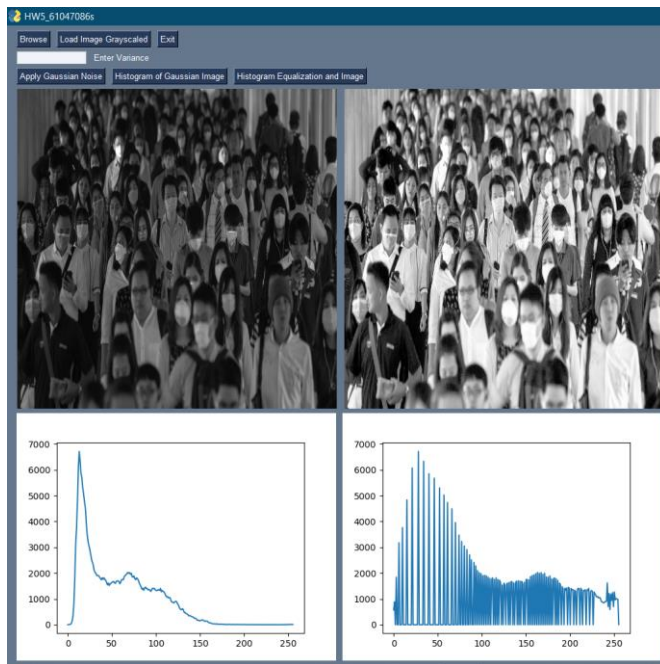 HW5_61047086s
Browse Load Image Grayscaled Exit
Enter Variance
Apply Gaussian Noise Histogram of Gaussian Image Histogram Equalization and Image
7000
6000
5000
4000
3000
2000
1000
0
0 50 100 150 200 250
7000
6000
5000
4000
3000
2000
1000
0
0 50 100 150 200 250